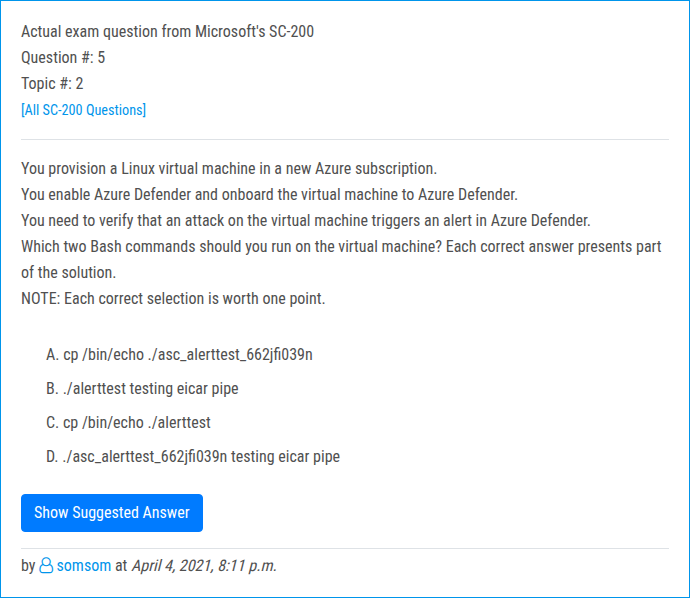 Actual exam question from Microsoft's SC-200
Question #: 5
Topic #: 2
[All SC-200 Questions]
You provision a Linux virtual machine in a new Azure subscription.
You enable Azure Defender and onboard the virtual machine to Azure Defender.
You need to verify that an attack on the virtual machine triggers an alert in Azure Defender.
Which two Bash commands should you run on the virtual machine? Each correct answer presents part
of the solution.
NOTE: Each correct selection is worth one point.
A. cp /bin/echo ./asc_alerttest_662jfi039n
B. ./alerttest testing eicar pipe
C. cp /bin/echo ./alerttest
D. ./asc_alerttest_662jfi039n testing eicar pipe
Show Suggested Answer
by somsom at April 4, 2021, 8:11 p.m.